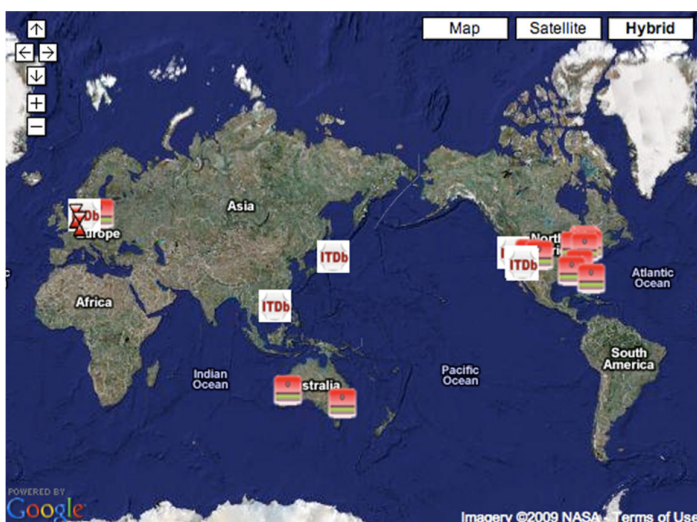 Map
Satellite
Hybrid
Asia
ITDb
Europe
North
Atlantic
Ocean
Africa
ITDb
ITDb
ITDb
South
America
Indian
Ocean
stralia
Pacific
Ocean
POWERED BY
Google
Imagery ©2009 NASA - Terms of Use